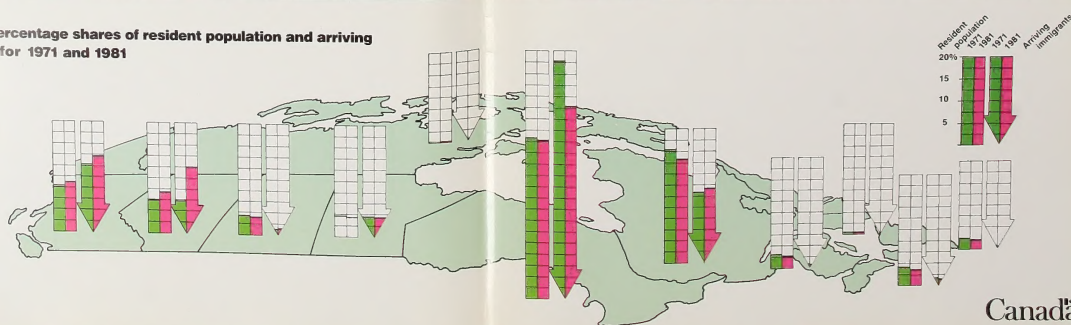 ercentage shares of resident population and arriving
for 1971 and 1981
Resident
population
1971
1981
1971
1981
Arriving
immigrants
20%
15
10
5
Canada